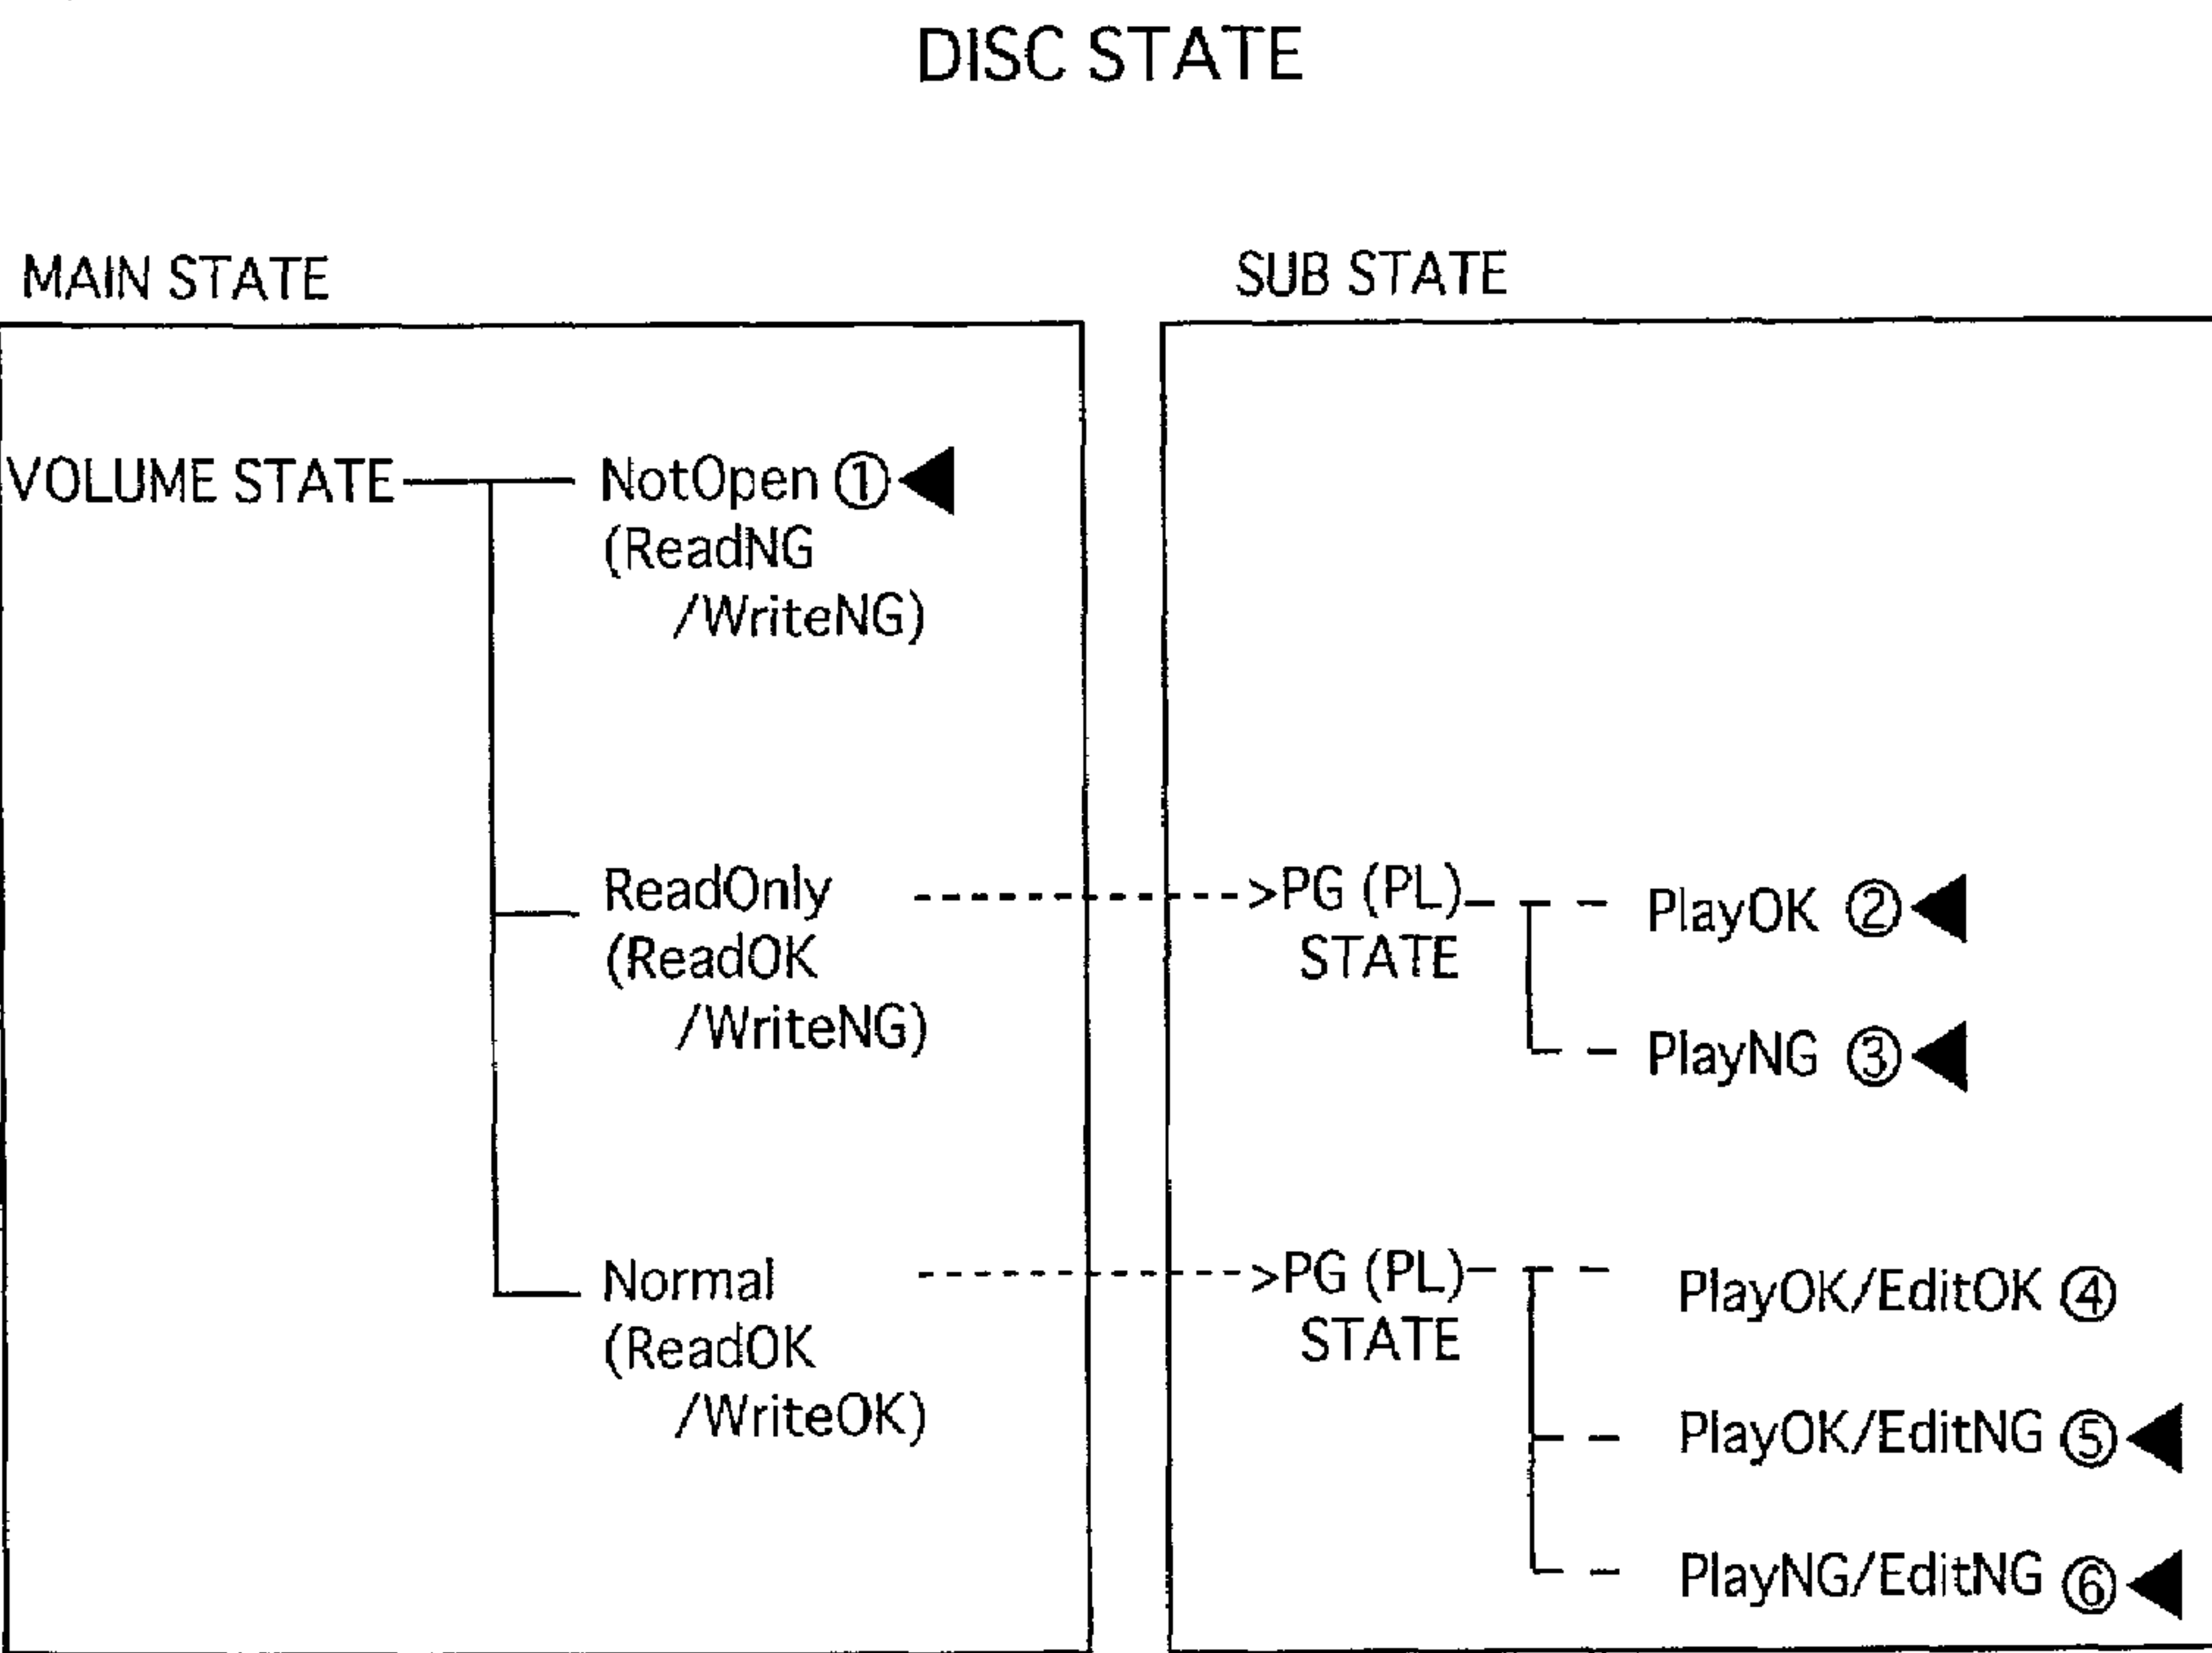 DISC STATE
MAIN STATE
SUB STATE
VOLUME STATE
NotOpen ①
(ReadNG
/WriteNG)
ReadOnly
(ReadOK
/WriteNG)
>PG (PL)
STATE
PlayOK ②
PlayNG ③
Normal
(ReadOK
/WriteOK)
>PG (PL)
STATE
PlayOK/EditOK ④
PlayOK/EditNG ⑤
PlayNG/EditNG ⑥